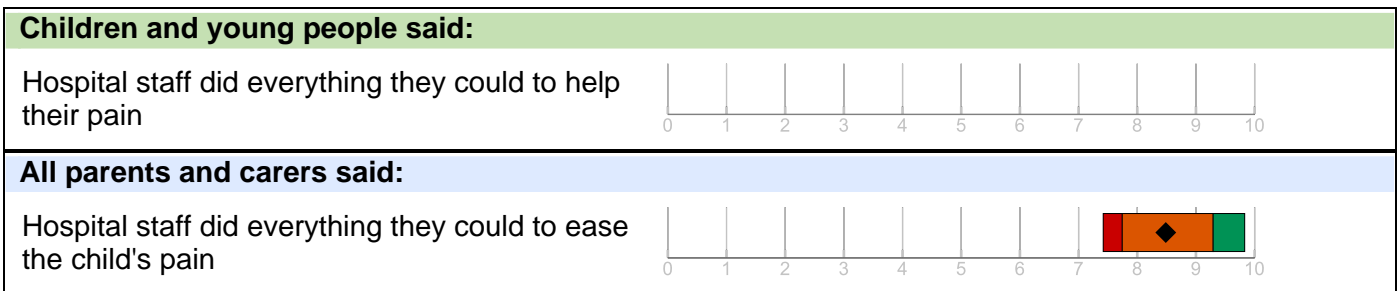 Children and young people said:
Hospital staff did everything they could to help
their pain
0 1 2 3 4 5 6 7 8 9 10
All parents and carers said:
Hospital staff did everything they could to ease
the child's pain
0 1 2 3 4 5 6 7 8 9 10